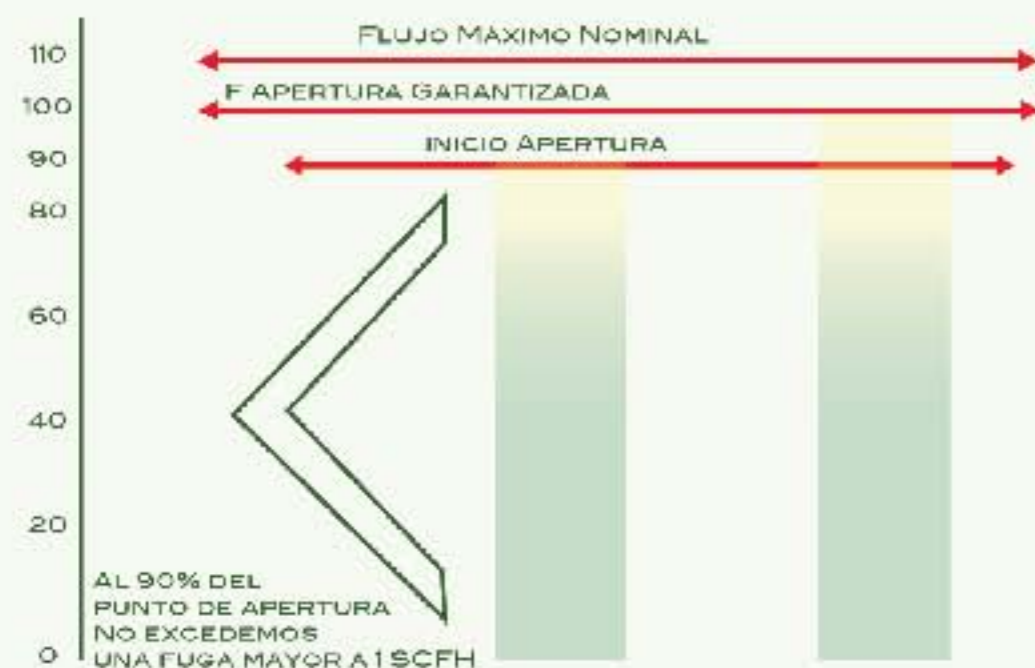 FLUJO MÁXIMO NOMINAL
110
F APERTURA GARANTIZADA
100
INICIO APERTURA
90
80
60
40
20
AL 90% DEL
PUNTO DE APERTURA
NO EXCEDEMOS
UNA FUGA MAYOR A 1 SCFH
0